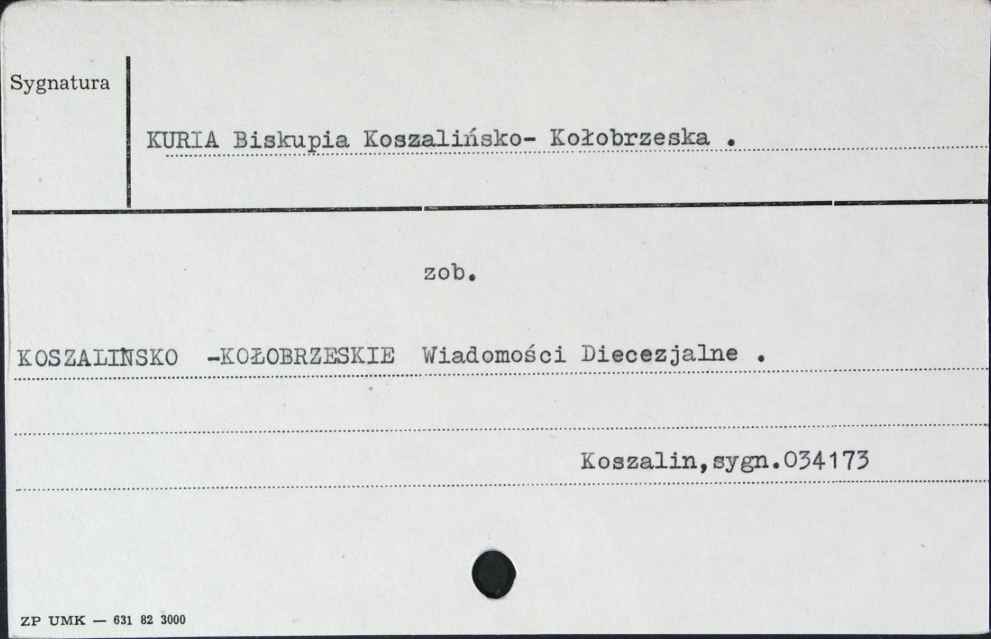 Sygnatura
KURIA Biskupia Koszalińsko- Kołobrzeska .
zob.
KOSZALIŃSKO -KOŁOBRZESKIE Wiadomości Diecezjalne .
Koszalin,sygn.034173
ZP UMK — 631 82 3000